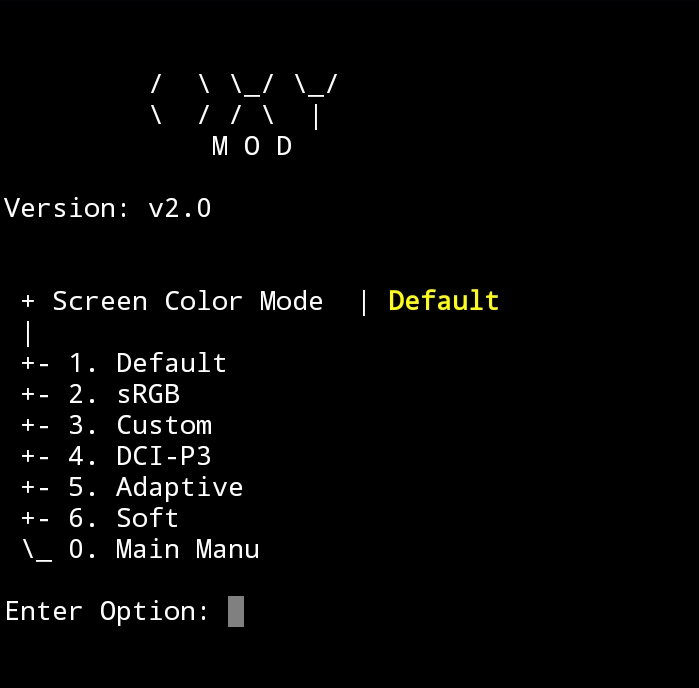 /  \ \_/ \_/
\  / / \  |
M O D
Version: v2.0
+ Screen Color Mode  | Default
|
+- 1. Default
+- 2. sRGB
+- 3. Custom
+- 4. DCI-P3
+- 5. Adaptive
+- 6. Soft
\_ 0. Main Manu
Enter Option: